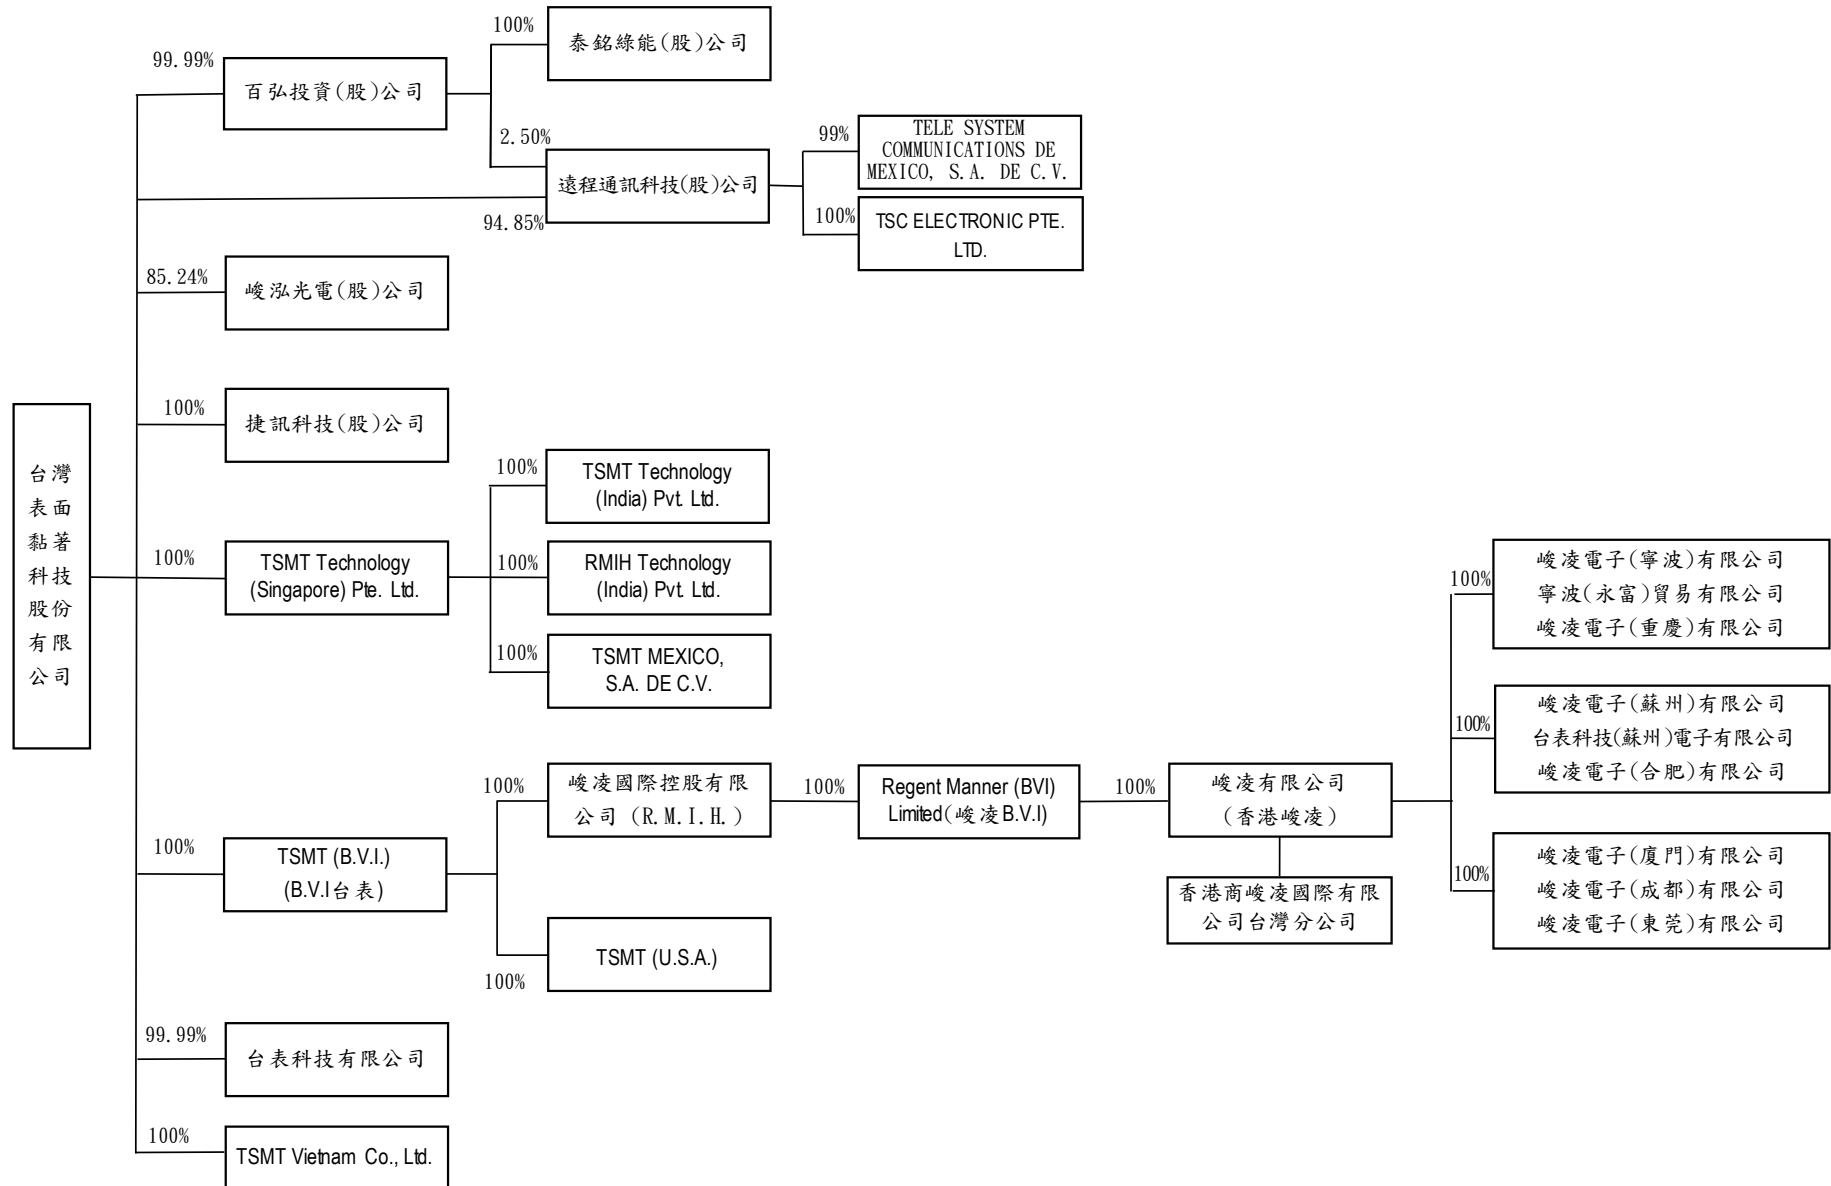 100%
泰銘綠能(股)公司
99.99%
百弘投資(股)公司
2.50%
遠程通訊科技(股)公司
94.85%
99%
TELE SYSTEM
COMMUNICATIONS DE
MEXICO, S.A. DE C.V.
100%
TSC ELECTRONIC PTE.
LTD.
85.24%
峻泓光電(股)公司
100%
捷訊科技(股)公司
台灣
表面
黏著
科技
股份
有限
公司
100%
TSMT Technology
(Singapore) Pte. Ltd.
100%
TSMT Technology
(India) Pvt. Ltd.
100%
RMIH Technology
(India) Pvt. Ltd.
100%
TSMT MEXICO,
S.A. DE C.V.
100%
TSMT (B.V.I.)
(B.V.I台表)
100%
峻凌國際控股有限
公司 (R.M.I.H.)
100%
TSMT (U.S.A.)
100%
Regent Manner (BVI)
Limited(峻凌B.V.I)
100%
峻凌有限公司
(香港峻凌)
香港商峻凌國際有限
公司台灣分公司
100%
峻凌電子(寧波)有限公司
寧波(永富)貿易有限公司
峻凌電子(重慶)有限公司
100%
峻凌電子(蘇州)有限公司
台表科技(蘇州)電子有限公司
峻凌電子(合肥)有限公司
100%
峻凌電子(廈門)有限公司
峻凌電子(成都)有限公司
峻凌電子(東莞)有限公司
99.99%
台表科技有限公司
100%
TSMT Vietnam Co., Ltd.